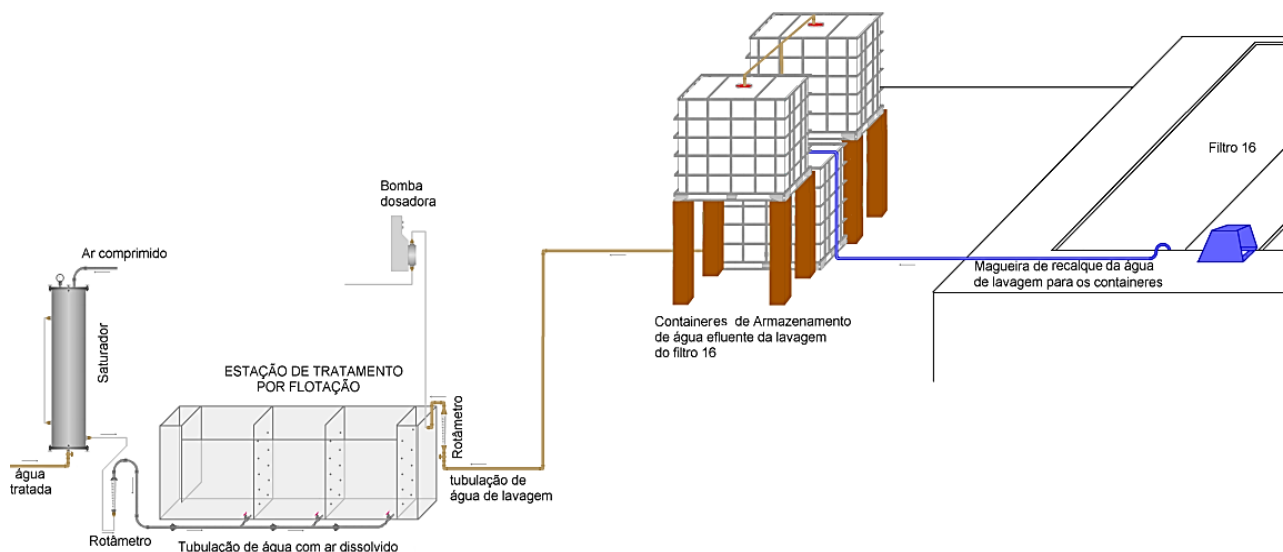 Filtro 16
Magueira de recalque da água
de lavagem para os containeres
Containeres de Armazenamento
de água efluente da lavagem
do filtro 16
Bomba
dosadora
Ar comprimido
Saturador
ESTAÇÃO DE TRATAMENTO
POR FLOTAÇÃO
Rotâmetro
água
tratada
tubulação de
água de lavagem
Rotâmetro
Tubulação de água com ar dissolvido